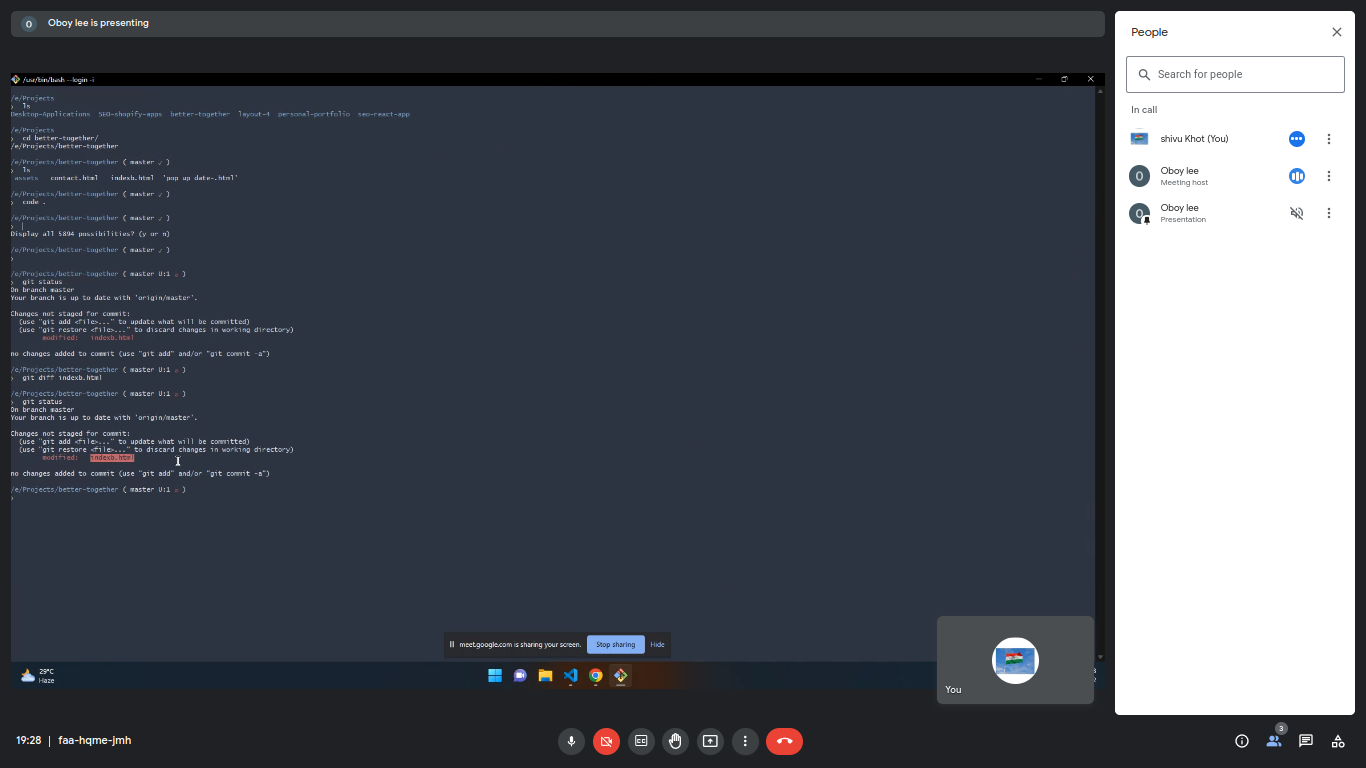 O Oboy lee is presenting
/usr/bin/bash --login -i
/e/Projects
› ls
Desktop-Applications SEO-shopify-apps better-together layout-4 personal-portfolio seo-react-app
/e/Projects
› cd better-together/
/e/Projects/better-together
/e/Projects/better-together ( master ✓ )
› ls
assets contact.html indexb.html 'pop up date-.html'
/e/Projects/better-together ( master ✓ )
› code .
/e/Projects/better-together ( master ✓ )
›
Display all 5894 possibilities? (y or n)
/e/Projects/better-together ( master ✓ )
›
/e/Projects/better-together ( master U:1 ✗ )
› git status
On branch master
Your branch is up to date with 'origin/master'.
Changes not staged for commit:
(use "git add <file>..." to update what will be committed)
(use "git restore <file>..." to discard changes in working directory)
modified: indexb.html
no changes added to commit (use "git add" and/or "git commit -a")
/e/Projects/better-together ( master U:1 ✗ )
› git diff indexb.html
/e/Projects/better-together ( master U:1 ✗ )
› git status
On branch master
Your branch is up to date with 'origin/master'.
Changes not staged for commit:
(use "git add <file>..." to update what will be committed)
(use "git restore <file>..." to discard changes in working directory)
modified: indexb.html
no changes added to commit (use "git add" and/or "git commit -a")
/e/Projects/better-together ( master U:1 ✗ )
›
meet.google.com is sharing your screen. Stop sharing Hide
29°C
Haze
You
19:28 | faa-hqme-jmh
People
Search for people
In call
shivu Khot (You)
O Oboy lee
Meeting host
O Oboy lee
Presentation
3